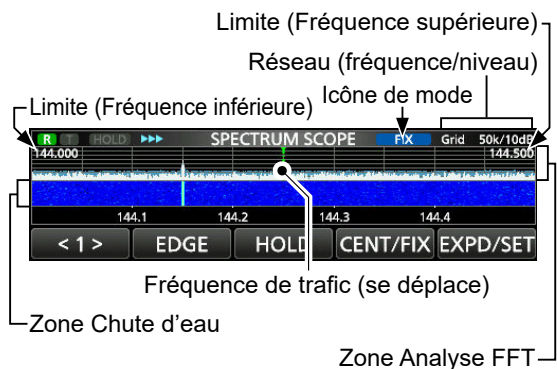 Limite (Fréquence supérieure)
Réseau (fréquence/niveau)
Limite (Fréquence inférieure) Icône de mode
R T HOLD SPECTRUM SCOPE FIX Grid 50k/10dB
144.000 144.500
144.1 144.2 144.3 144.4
< 1 > EDGE HOLD CENT/FIX EXPD/SET
Fréquence de trafic (se déplace)
Zone Chute d'eau
Zone Analyse FFT